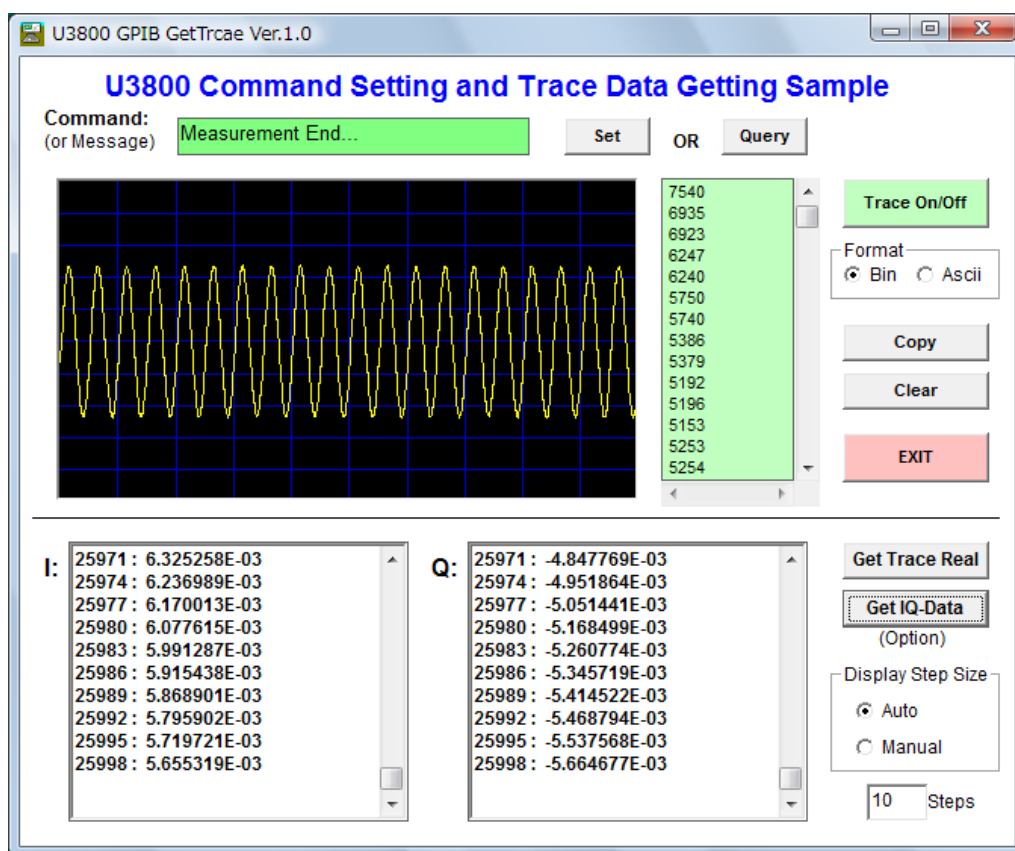 U3800 GPIB GetTrcae Ver.1.0
U3800 Command Setting and Trace Data Getting Sample
Command:
(or Message)
Measurement End...
Set
OR
Query
7540
6935
6923
6247
6240
5750
5740
5386
5379
5192
5196
5153
5253
5254
Trace On/Off
Format
Bin
Ascii
Copy
Clear
EXIT
I:
25971 : 6.325258E-03
25974 : 6.236989E-03
25977 : 6.170013E-03
25980 : 6.077615E-03
25983 : 5.991287E-03
25986 : 5.915438E-03
25989 : 5.868901E-03
25992 : 5.795902E-03
25995 : 5.719721E-03
25998 : 5.655319E-03
Q:
25971 : -4.847769E-03
25974 : -4.951864E-03
25977 : -5.051441E-03
25980 : -5.168499E-03
25983 : -5.260774E-03
25986 : -5.345719E-03
25989 : -5.414522E-03
25992 : -5.468794E-03
25995 : -5.537568E-03
25998 : -5.664677E-03
Get Trace Real
Get IQ-Data
(Option)
Display Step Size
Auto
Manual
10 Steps